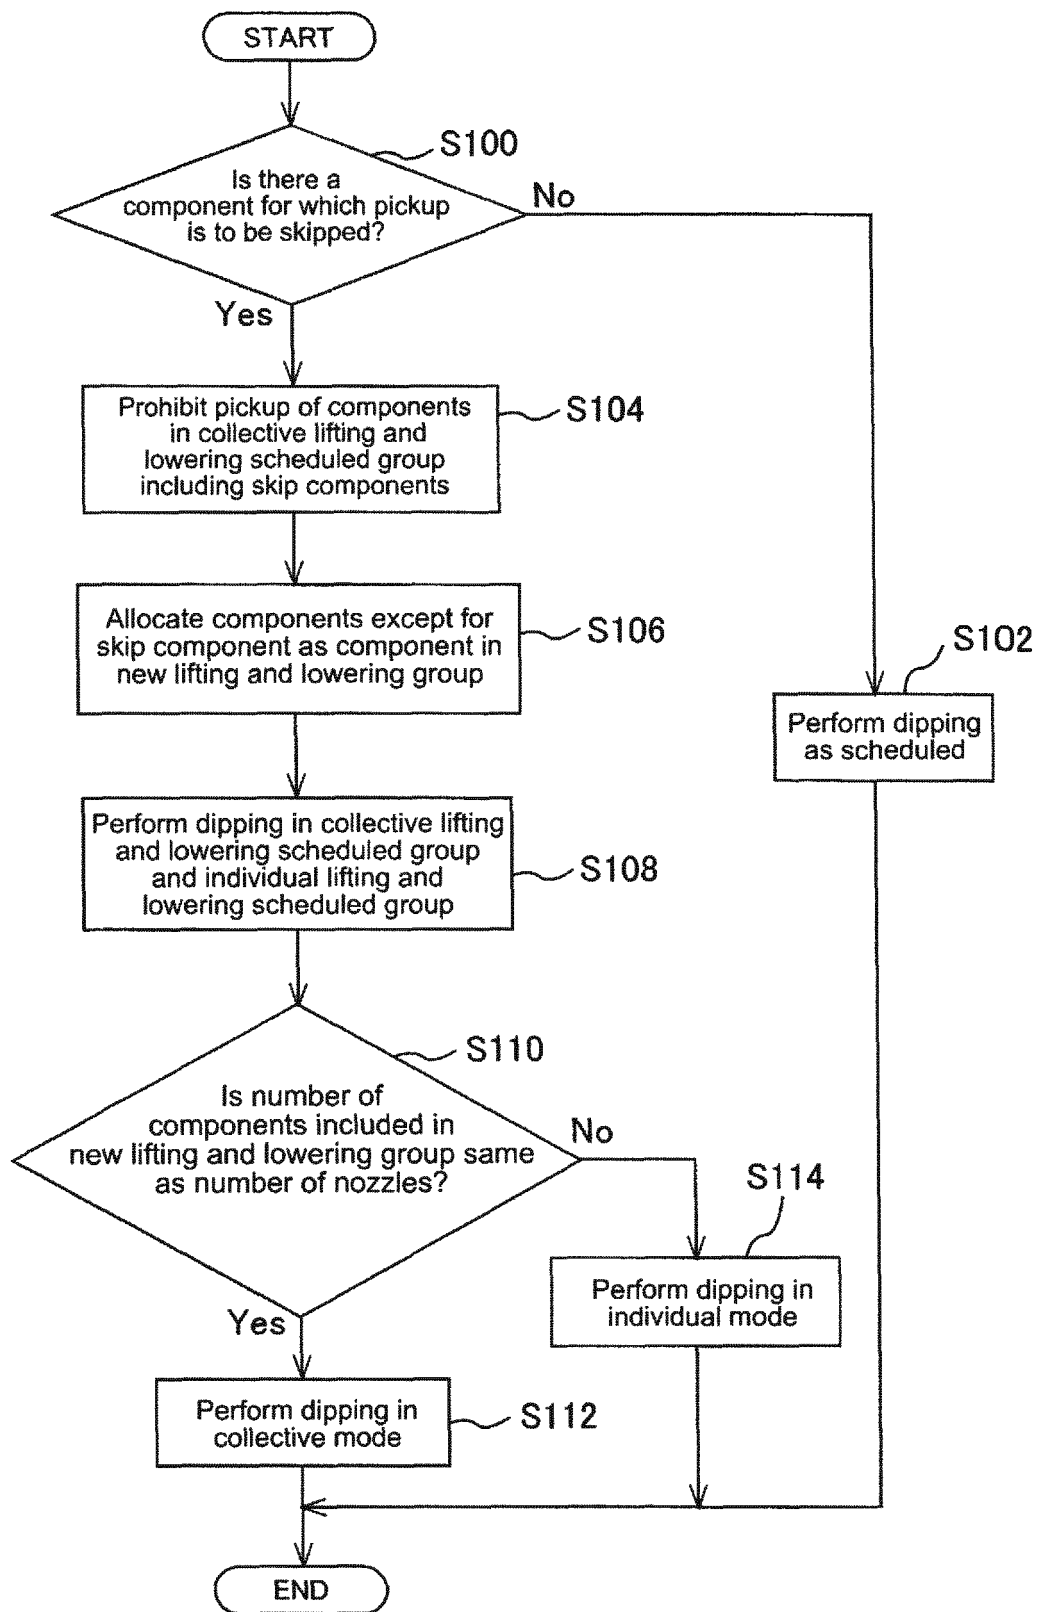 START
S100
Is there a
component for which pickup
is to be skipped?
No
Yes
Prohibit pickup of components
in collective lifting and
lowering scheduled group
including skip components
S104
Allocate components except for
skip component as component in
new lifting and lowering group
S106
S102
Perform dipping
as scheduled
Perform dipping in collective lifting
and lowering scheduled group
and individual lifting and
lowering scheduled group
S108
S110
Is number of
components included in
new lifting and lowering group same
as number of nozzles?
No
S114
Perform dipping in
individual mode
Yes
Perform dipping in
collective mode
S112
END